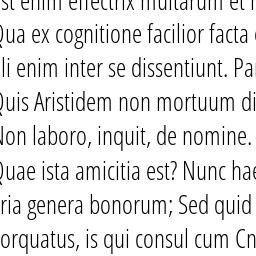 st enim effectrix multarum et
Qua ex cognitione facilior facta
lli enim inter se dissentiunt. Pa
Quis Aristidem non mortuum di
Non laboro, inquit, de nomine.
Quae ista amicitia est? Nunc hae
ria genera bonorum; Sed quid
orquatus, is qui consul cum Cn